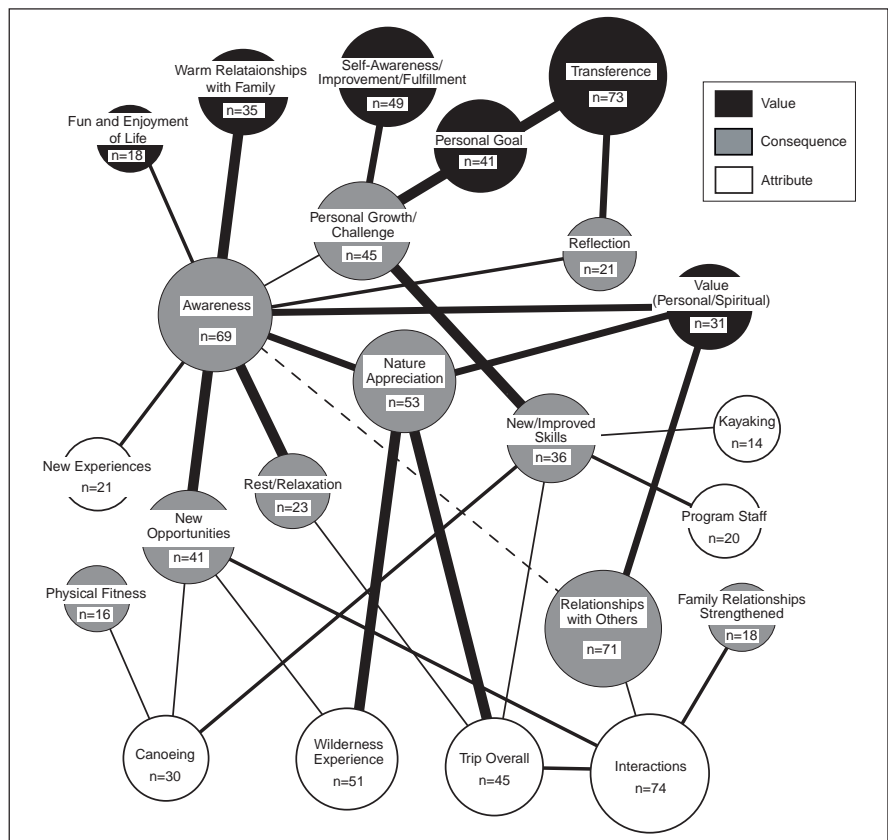 Warm Relataionships
with Family
n=35
Self-Awareness/
Improvement/Fulfillment
n=49
Transference
n=73
Value
Consequence
Attribute
Fun and Enjoyment
of Life
n=18
Personal Goal
n=41
Personal Growth/
Challenge
n=45
Reflection
n=21
Value
(Personal/Spiritual)
n=31
Awareness
n=69
Nature
Appreciation
n=53
New/Improved
Skills
n=36
Kayaking
n=14
New Experiences
n=21
Rest/Relaxation
n=23
Program Staff
n=20
New
Opportunities
n=41
Physical Fitness
n=16
Relationships
with Others
n=71
Family Relationships
Strengthened
n=18
Canoeing
n=30
Wilderness
Experience
n=51
Trip Overall
n=45
Interactions
n=74